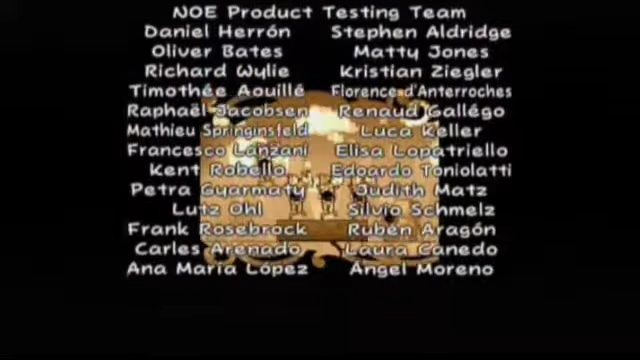 NOE Product Testing Team
Daniel Herrón Stephen Aldridge
Oliver Bates Matty Jones
Richard Wylie Kristian Ziegler
Timothée Aouillé Florence d'Anterroches
Raphaël Jacobsen Renaud Gallégo
Mathieu Springinsfeld Luca Keller
Francesco Lanzani Elisa Lopatriello
Kent Robello Edoardo Toniolatti
Petra Gyarmaty Judith Matz
Lutz Ohl Silvio Schmelz
Frank Rosebrock Rubén Aragón
Carles Arenado Laura Canedo
Ana María López Ángel Moreno